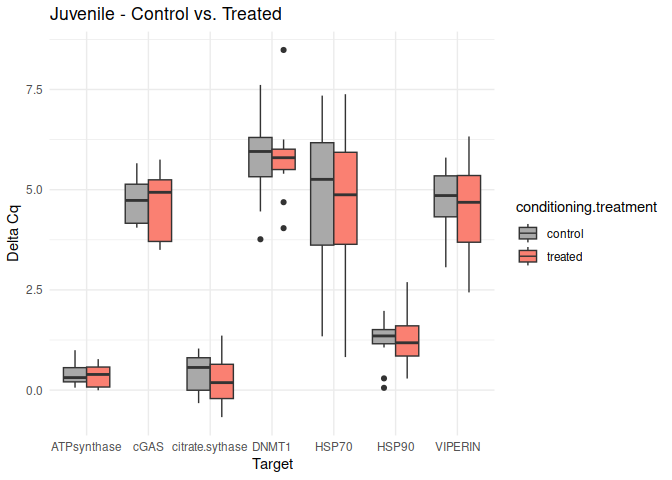 Juvenile - Control vs. Treated
Delta Cq
7.5
5.0
2.5
0.0
ATPsynthase cGAS citrate.sythase DNMT1 HSP70 HSP90 VIPERIN
Target
conditioning.treatment
control
treated